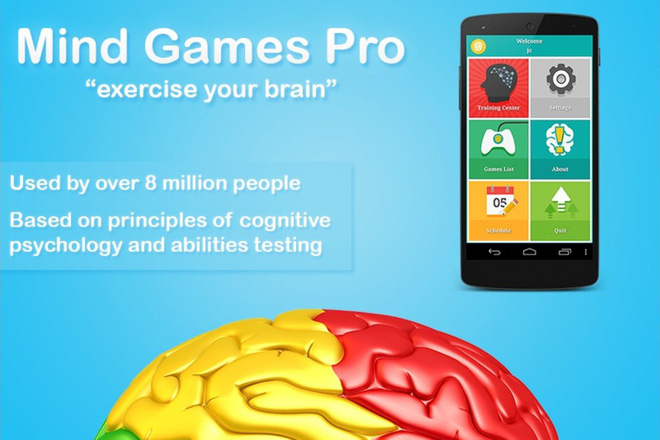 Mind Games Pro
“exercise your brain”
Used by over 8 million people
Based on principles of cognitive
psychology and abilities testing
Welcome
jc
Training Center
Settings
Games List
About
05
Schedule
Quit